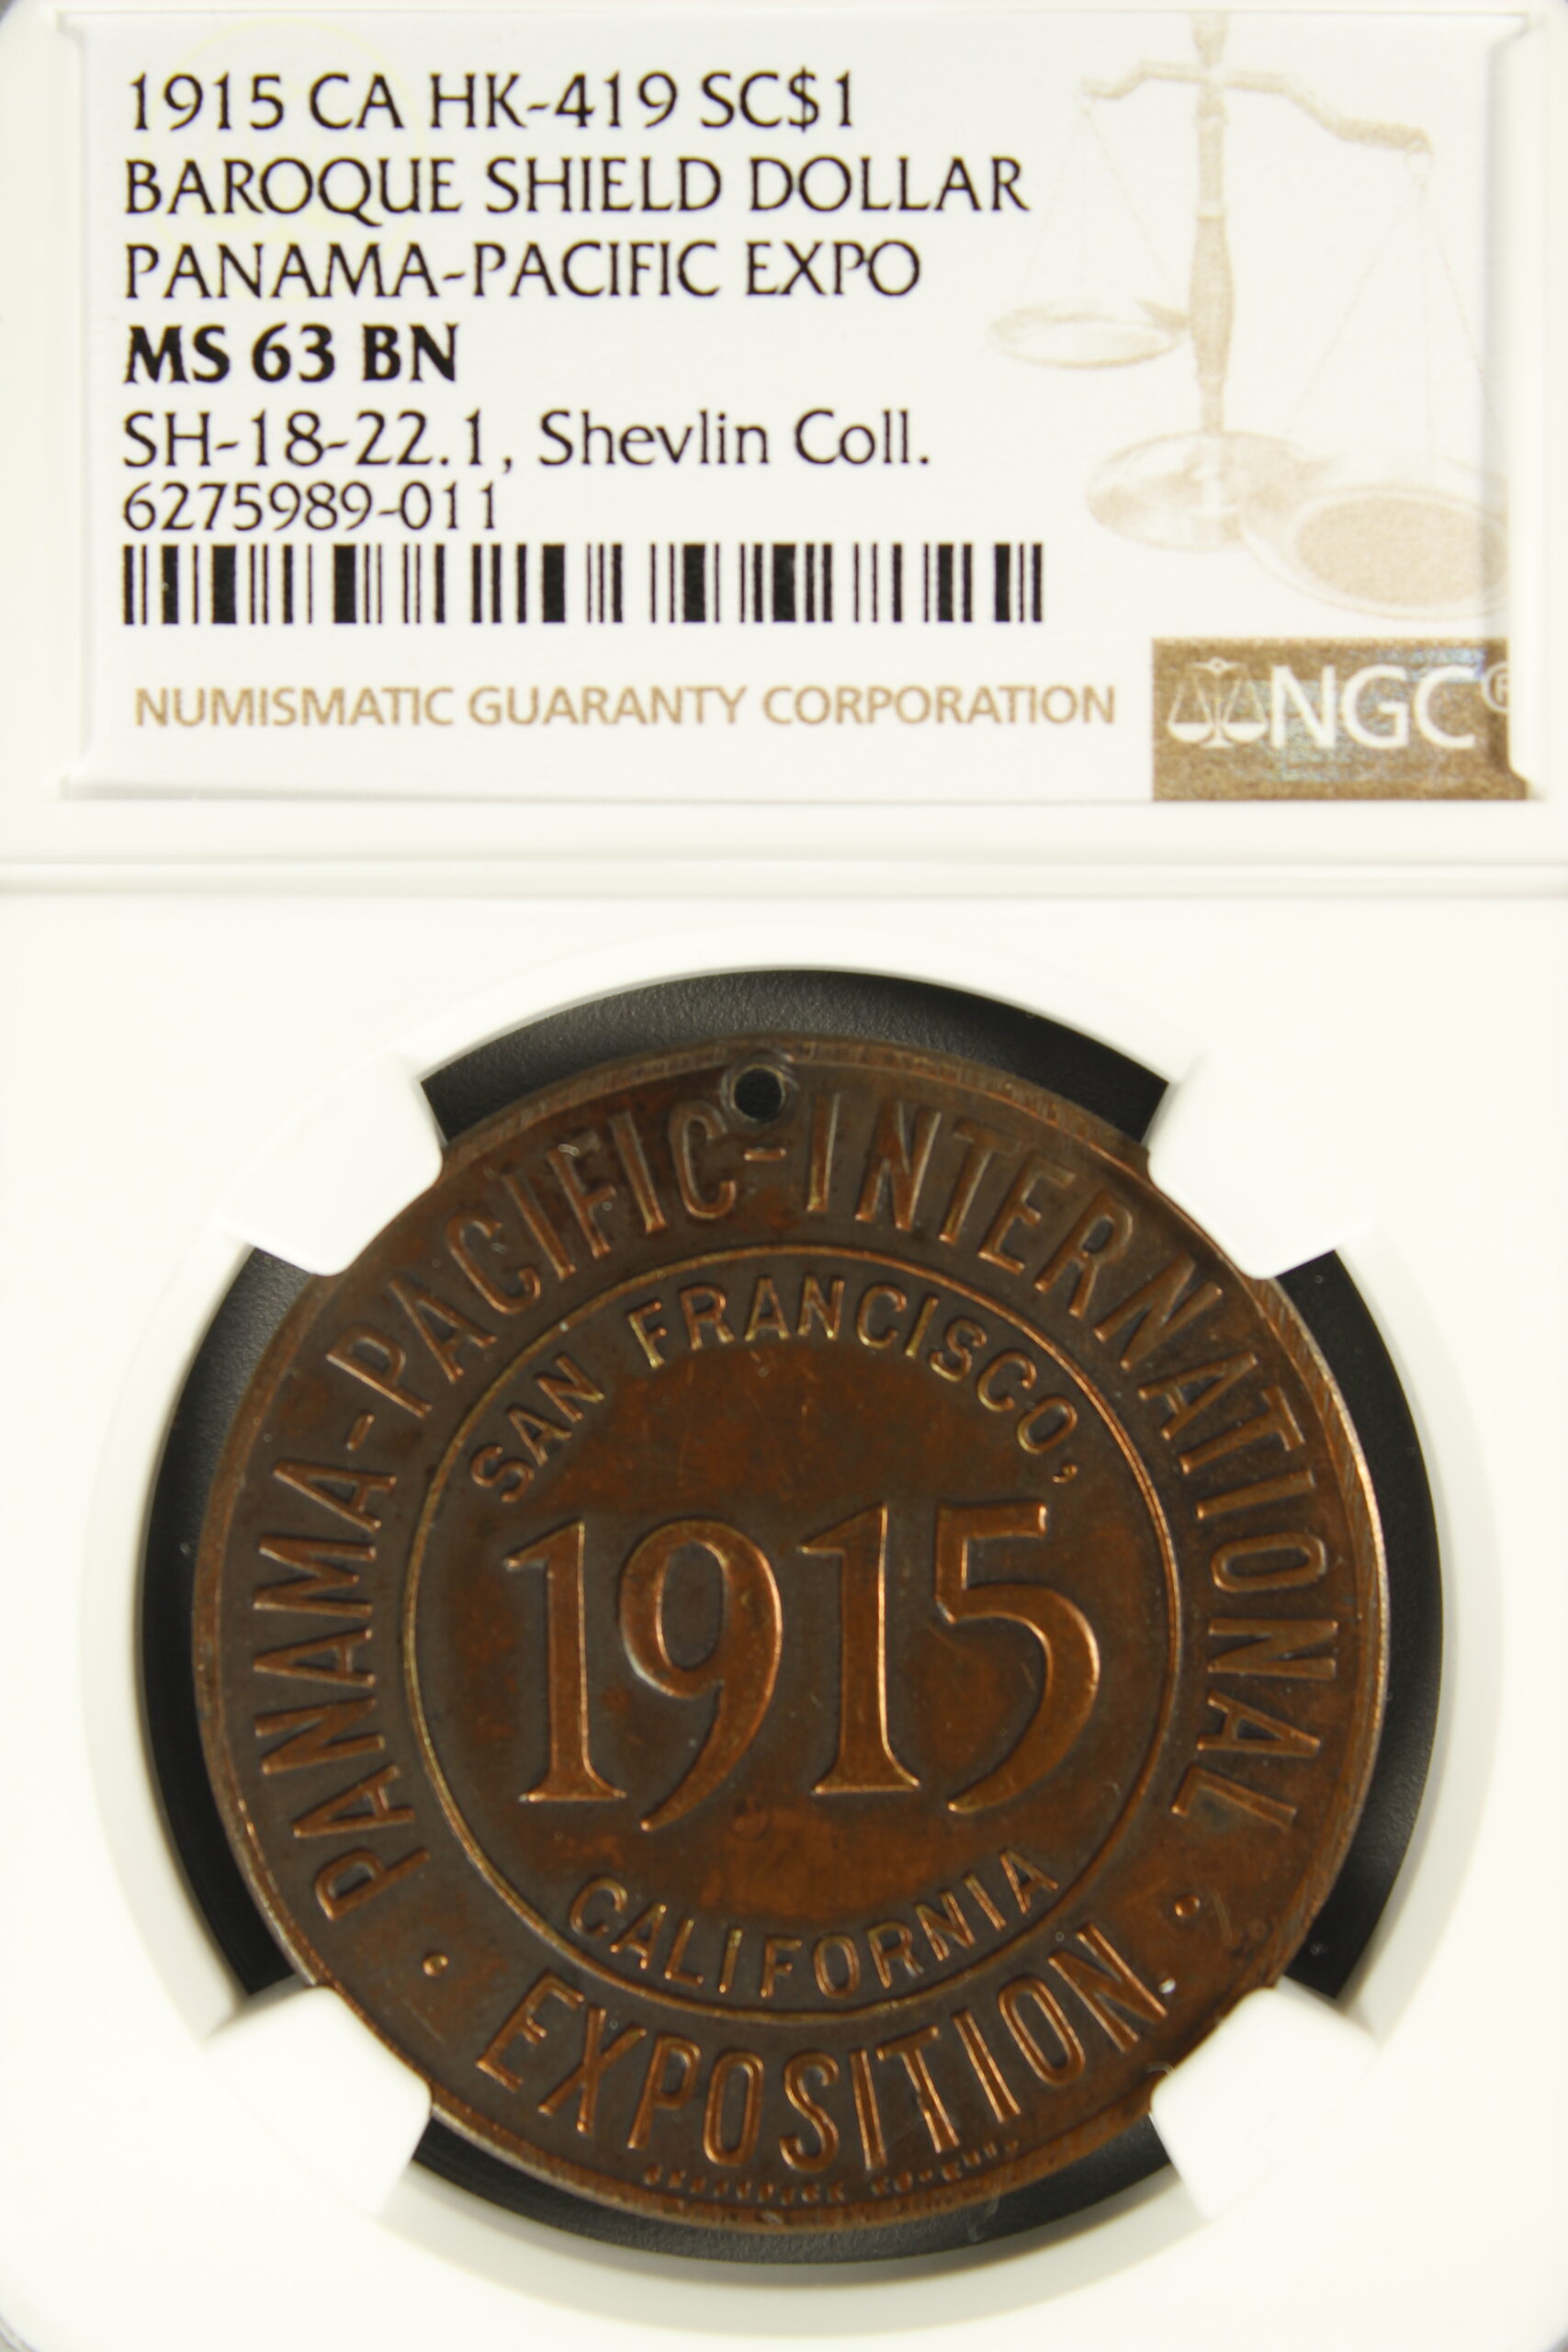 1915 CA HK-419 SC$1
BAROQUE SHIELD DOLLAR
PANAMA-PACIFIC EXPO
MS 63 BN
SH-18-22.1, Shevlin Coll.
6275989-011
NUMISMATIC GUARANTY CORPORATION
NGC®
PANAMA-PACIFIC-INTERNATIONAL
SAN FRANCISCO,
1915
CALIFORNIA
• EXPOSITION •